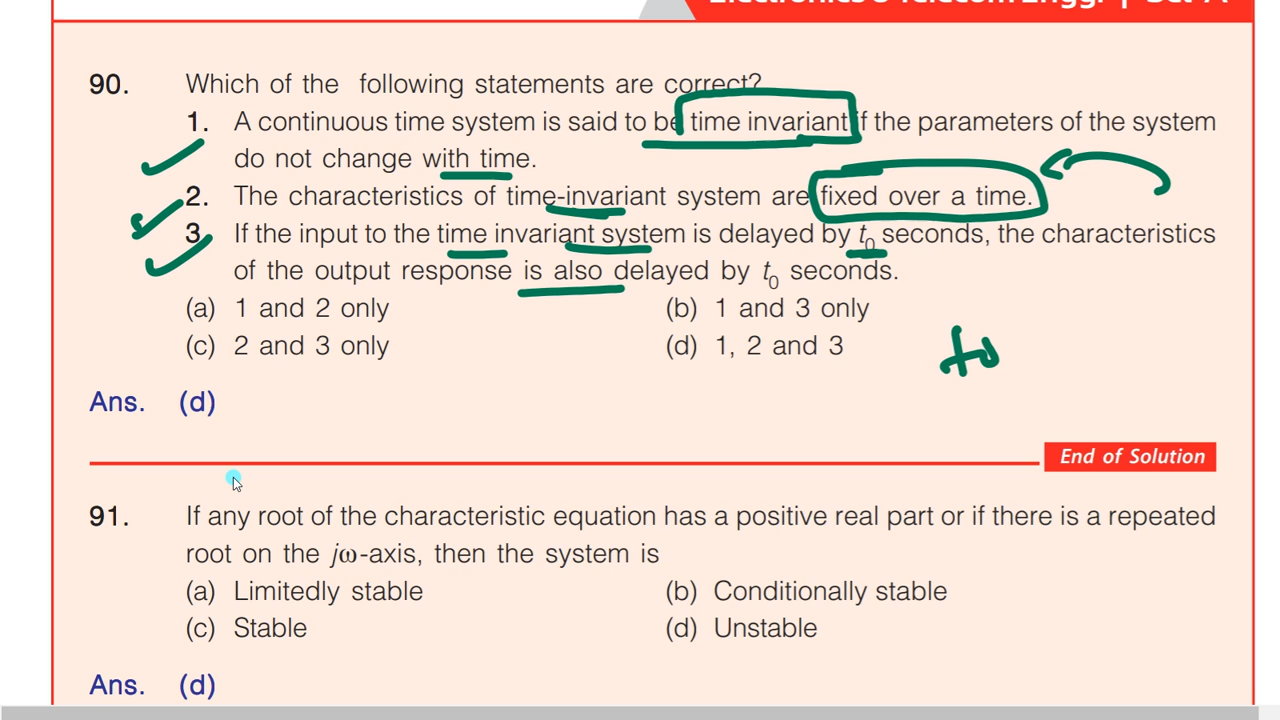 90. Which of the following statements are correct?
1. A continuous time system is said to be time invariant if the parameters of the system
do not change with time.
2. The characteristics of time-invariant system are fixed over a time.
3. If the input to the time invariant system is delayed by t₀ seconds, the characteristics
of the output response is also delayed by t₀ seconds.
(a) 1 and 2 only (b) 1 and 3 only
(c) 2 and 3 only (d) 1, 2 and 3
to
Ans. (d)
End of Solution
91. If any root of the characteristic equation has a positive real part or if there is a repeated
root on the jω-axis, then the system is
(a) Limitedly stable (b) Conditionally stable
(c) Stable (d) Unstable
Ans. (d)